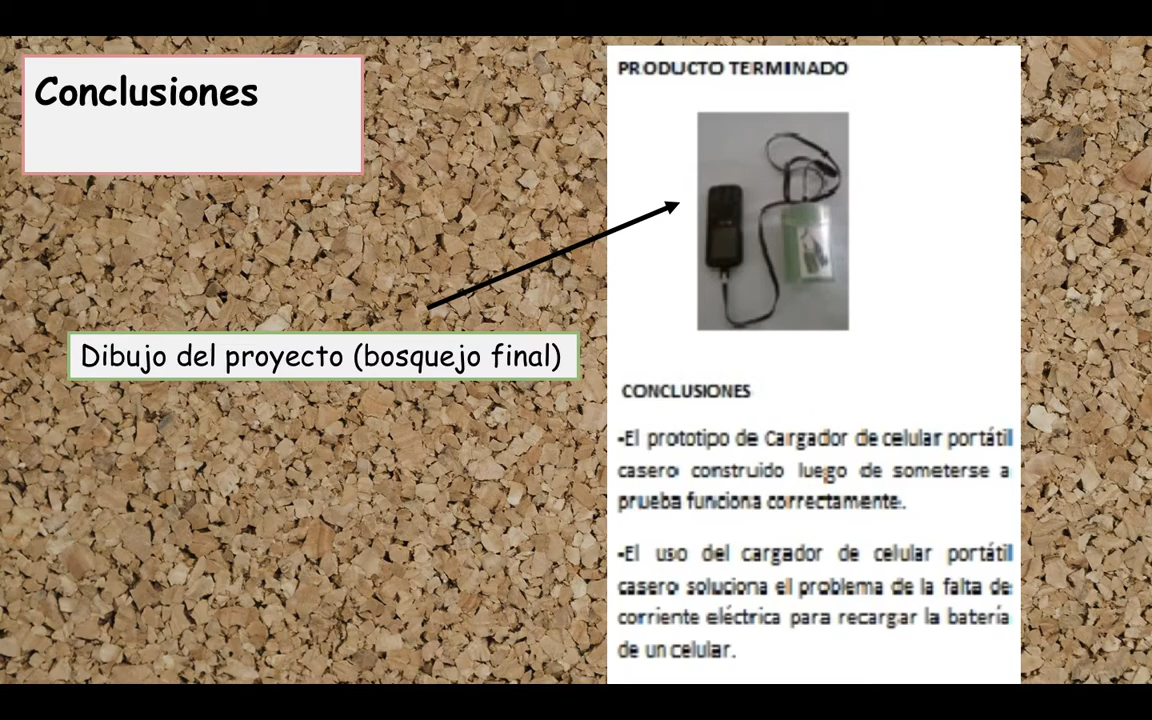 Conclusiones
Dibujo del proyecto (bosquejo final)
PRODUCTO TERMINADO
CONCLUSIONES
-El prototipo de Cargador de celular portátil
casero construido luego de someterse a
prueba funciona correctamente.
-El uso del cargador de celular portátil
casero soluciona el problema de la falta de
corriente eléctrica para recargar la batería
de un celular.